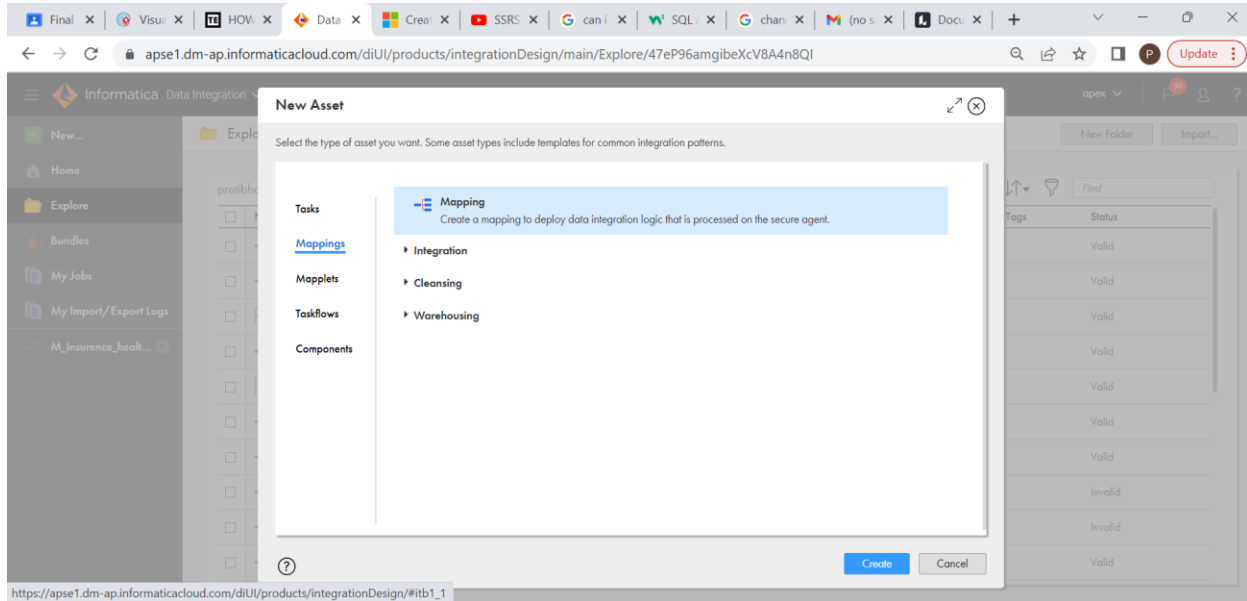 Final
Visua
HOW
Data
Creat
SSRS
can i
SQL
chan
(no s
Docu
apse1.dm-ap.informaticacloud.com/diUI/products/integrationDesign/main/Explore/47eP96amgibeXcV8A4n8QI
P
Update
Informatica Data Integration
apex
New...
Explo
New Folder
Import...
Home
Explore
Bundles
My Jobs
My Import/Export Logs
M_Insurence_healt...
pratibh
Find
Tags
Status
Valid
Valid
Valid
Valid
Valid
Valid
Valid
Invalid
Invalid
Valid
New Asset
Select the type of asset you want. Some asset types include templates for common integration patterns.
Tasks
Mappings
Mapplets
Taskflows
Components
Mapping
Create a mapping to deploy data integration logic that is processed on the secure agent.
Integration
Cleansing
Warehousing
?
Create
Cancel
https://apse1.dm-ap.informaticacloud.com/diUI/products/integrationDesign/#itb1_1